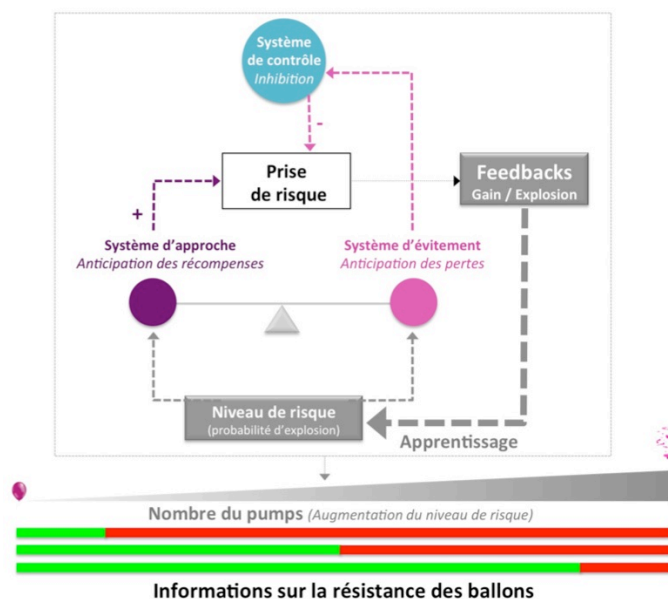 Système
de contrôle
Inhibition
-
Prise
de risque
Feedbacks
Gain / Explosion
+
Système d'approche
Anticipation des récompenses
Système d'évitement
Anticipation des pertes
Niveau de risque
(probabilité d'explosion)
Apprentissage
Nombre du pumps (Augmentation du niveau de risque)
Informations sur la résistance des ballons